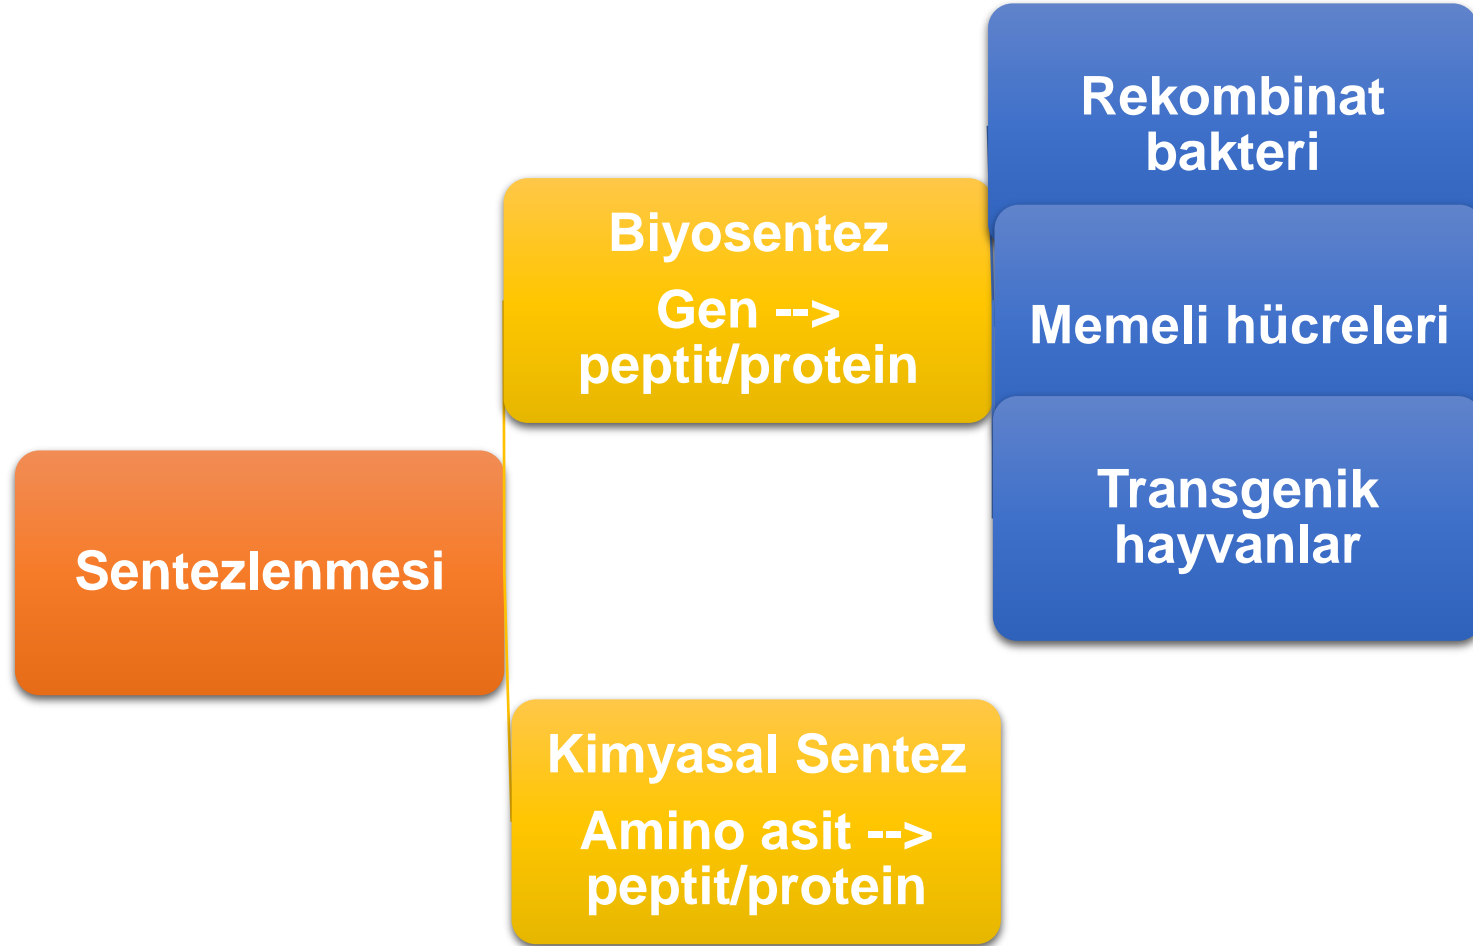 Sentezlenmesi
Biyosentez
Gen -->
peptit/protein
Rekombinat
bakteri
Memeli hücreleri
Transgenik
hayvanlar
Kimyasal Sentez
Amino asit -->
peptit/protein